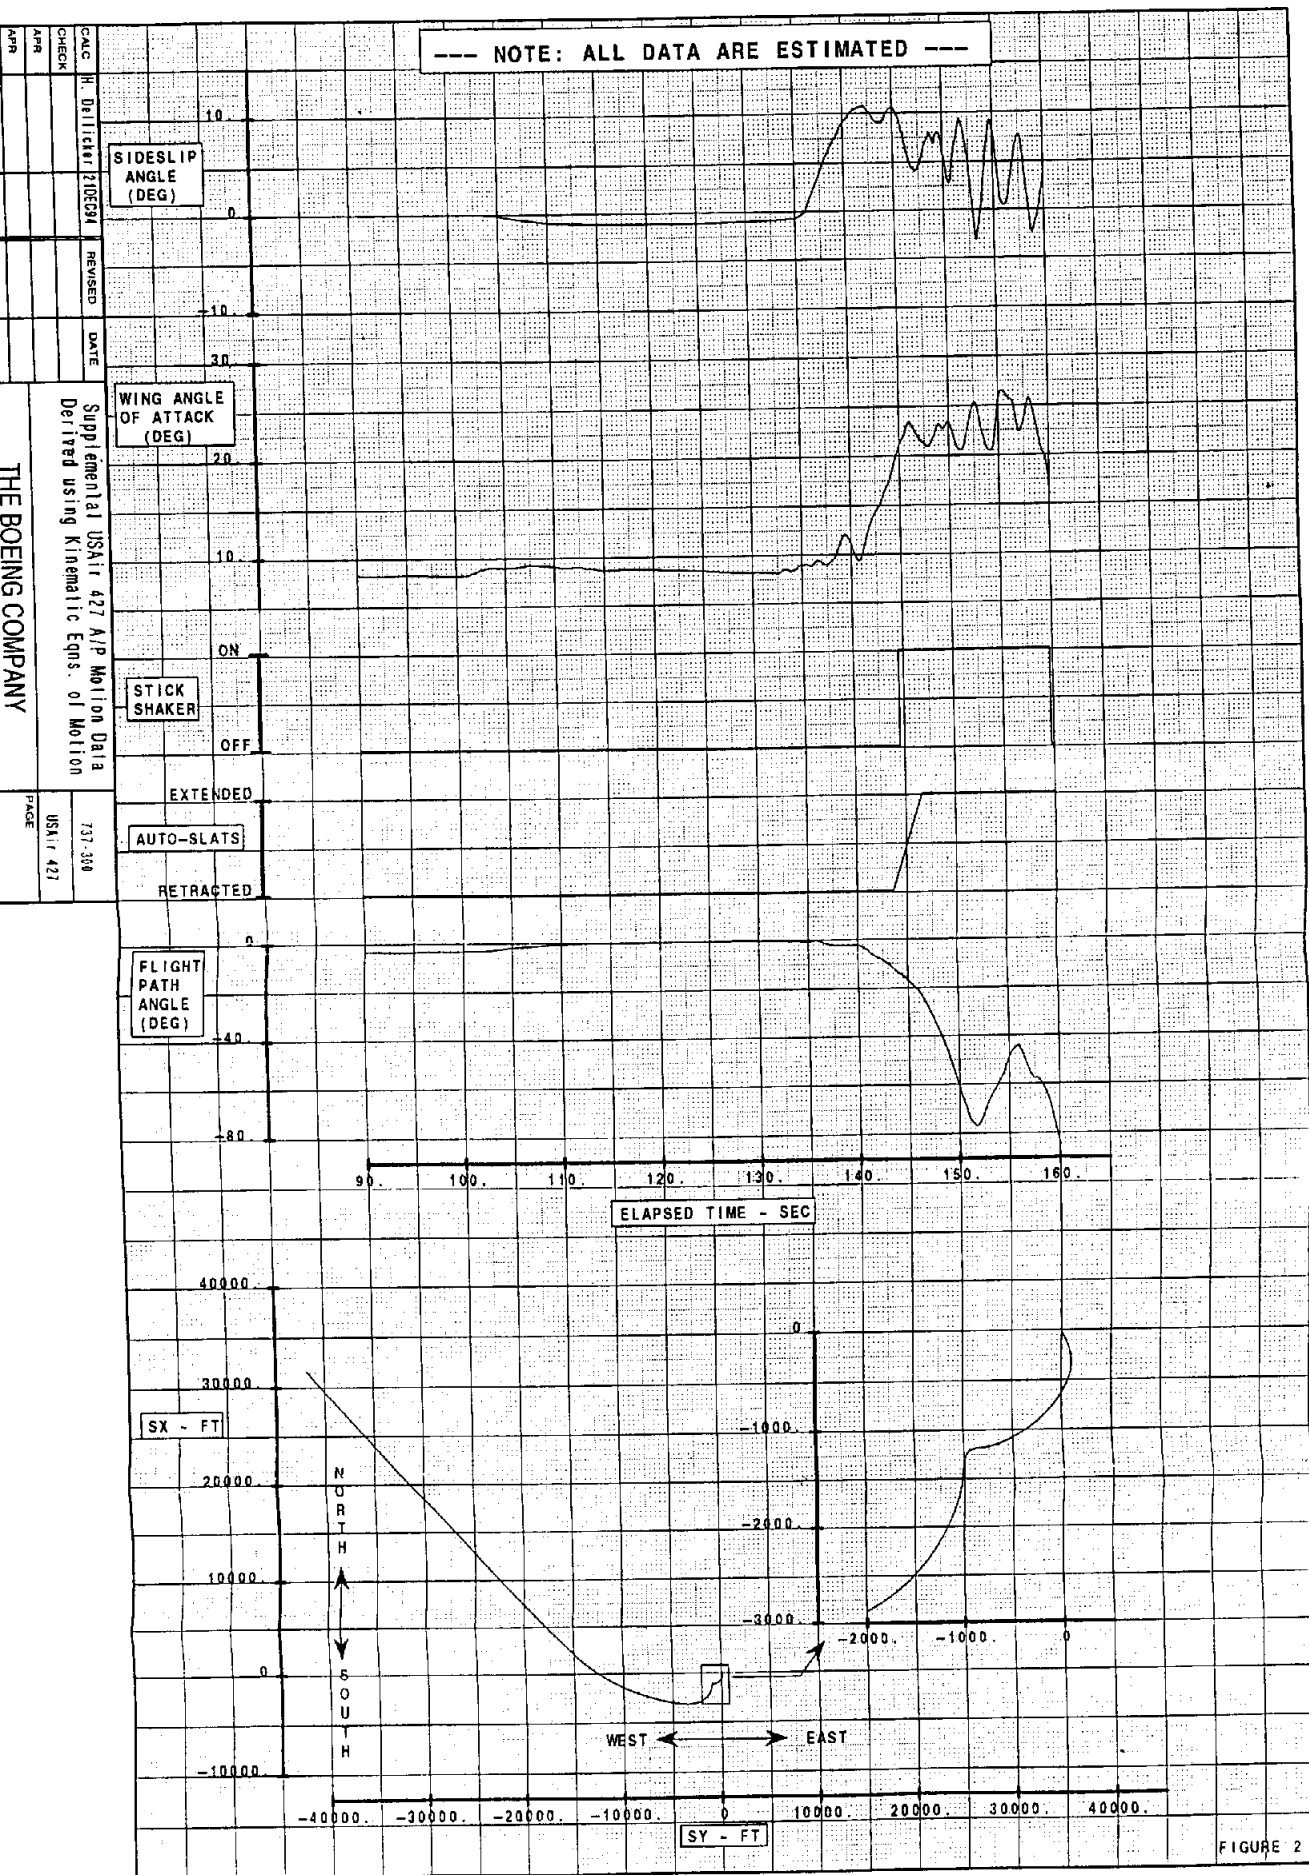 --- NOTE: ALL DATA ARE ESTIMATED ---
10.
SIDESLIP
ANGLE
(DEG)
0.
-10.
30.
WING ANGLE
OF ATTACK
(DEG)
20.
10.
ON
STICK
SHAKER
OFF
EXTENDED
AUTO-SLATS
RETRACTED
0
FLIGHT
PATH
ANGLE
(DEG)
-40.
-80.
90. 100. 110. 120. 130. 140. 150. 160.
ELAPSED TIME - SEC
40000.
30000.
SX - FT
20000.
10000.
0
-10000.
NORTH
SOUTH
0
-1000.
-2000.
-3000.
-2000. -1000. 0
WEST EAST
-40000. -30000. -20000. -10000. 0 10000. 20000. 30000. 40000.
SY - FT
FIGURE 2
CALC H. Dellicker 21DEC94 REVISED DATE
CHECK
APR
APR
Supplemental USAir 427 A/P Motion Data
Derived using Kinematic Eqns. of Motion
THE BOEING COMPANY
737-300
USAir 427
PAGE